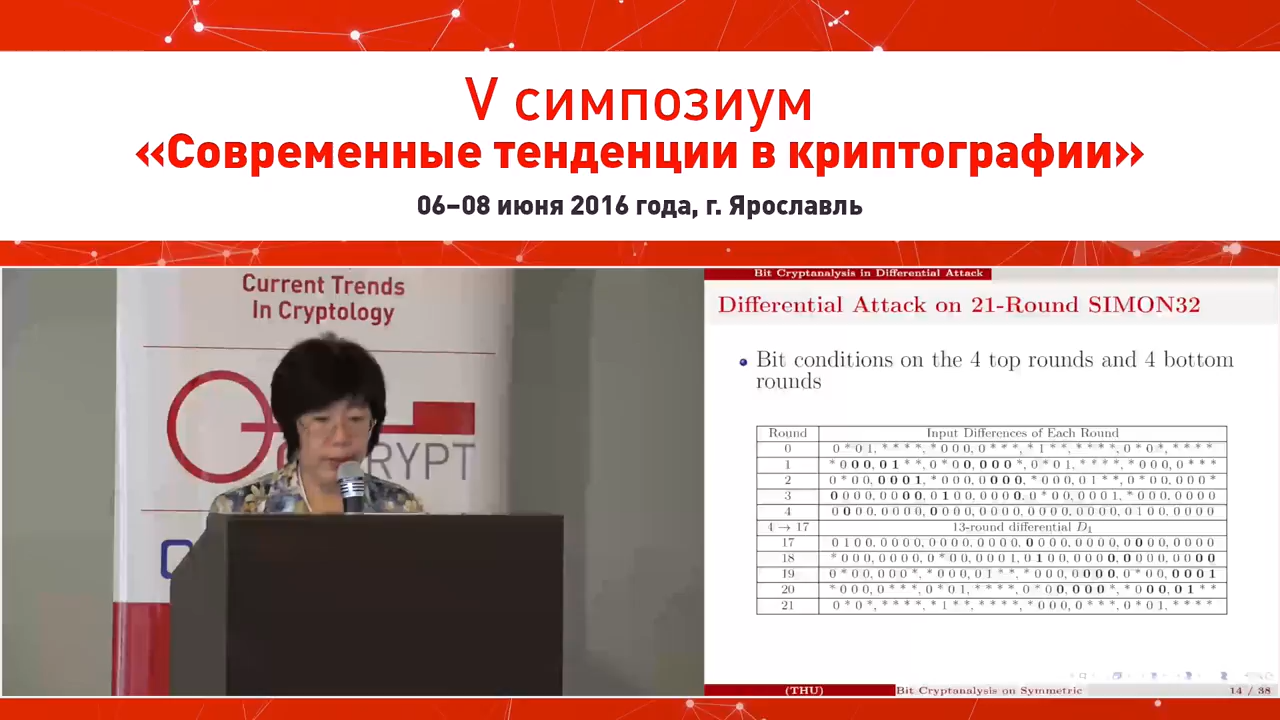 V симпозиум
«Современные тенденции в криптографии»
06–08 июня 2016 года, г. Ярославль
Current Trends
In Cryptology
RYPT
Bit Cryptanalysis in Differential Attack
Differential Attack on 21-Round SIMON32
Bit conditions on the 4 top rounds and 4 bottom
rounds
Round Input Differences of Each Round
0 0 * 0 1, * * * *, * 0 0 0, 0 * * *, * 1 * *, * * * *, 0 * 0 *, * * * *
1 * 0 0 0, 0 1 * *, 0 * 0 0, 0 0 0 *, 0 * 0 1, * * * *, * 0 0 0, 0 * * *
2 0 * 0 0, 0 0 0 1, * 0 0 0, 0 0 0 0, * 0 0 0, 0 1 * *, 0 * 0 0, 0 0 0 *
3 0 0 0 0, 0 0 0 0, 0 1 0 0, 0 0 0 0, 0 * 0 0, 0 0 0 1, * 0 0 0, 0 0 0 0
4 0 0 0 0, 0 0 0 0, 0 0 0 0, 0 0 0 0, 0 0 0 0, 0 0 0 0, 0 1 0 0, 0 0 0 0
4 → 17 13-round differential D1
17 0 1 0 0, 0 0 0 0, 0 0 0 0, 0 0 0 0, 0 0 0 0, 0 0 0 0, 0 0 0 0, 0 0 0 0
18 * 0 0 0, 0 0 0 0, 0 * 0 0, 0 0 0 1, 0 1 0 0, 0 0 0 0, 0 0 0 0, 0 0 0 0
19 0 * 0 0, 0 0 0 *, * 0 0 0, 0 1 * *, * 0 0 0, 0 0 0 0, 0 * 0 0, 0 0 0 1
20 * 0 0 0, 0 * * *, 0 * 0 1, * * * *, 0 * 0 0, 0 0 0 *, * 0 0 0, 0 1 * *
21 0 * 0 *, * * * *, * 1 * *, * * * *, * 0 0 0, 0 * * *, 0 * 0 1, * * * *
(THU) Bit Cryptanalysis on Symmetric 14 / 38